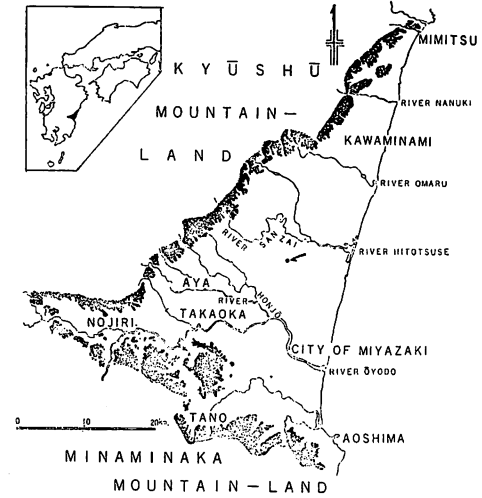 MIMITSU
KYŪSHŪ
MOUNTAIN-
LAND
RIVER NANUKI
KAWAMINAMI
RIVER OMARU
RIVER SANZAI
RIVER HITOTSUSE
AYA
RIVER HONJO
TAKAOKA
NOJIRI
CITY OF MIYAZAKI
RIVER ŌYODO
TANO
0 10 20km.
AOSHIMA
MINAMINAKA
MOUNTAIN-LAND